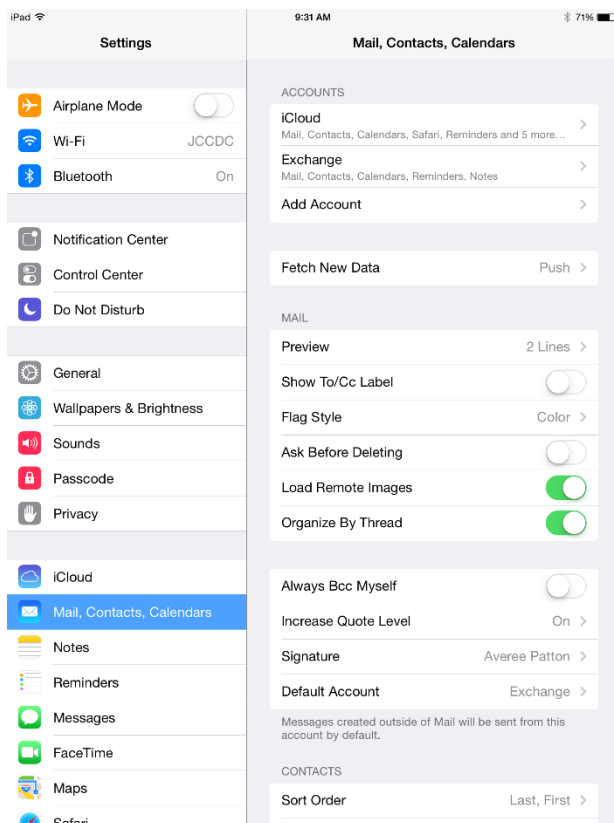 iPad
9:31 AM
71%
Settings
Airplane Mode
Wi-Fi JCCDC
Bluetooth On
Notification Center
Control Center
Do Not Disturb
General
Wallpapers & Brightness
Sounds
Passcode
Privacy
iCloud
Mail, Contacts, Calendars
Notes
Reminders
Messages
FaceTime
Maps
Safari
Mail, Contacts, Calendars
ACCOUNTS
iCloud
Mail, Contacts, Calendars, Safari, Reminders and 5 more...
Exchange
Mail, Contacts, Calendars, Reminders, Notes
Add Account
Fetch New Data Push
MAIL
Preview 2 Lines
Show To/Cc Label
Flag Style Color
Ask Before Deleting
Load Remote Images
Organize By Thread
Always Bcc Myself
Increase Quote Level On
Signature Averee Patton
Default Account Exchange
Messages created outside of Mail will be sent from this
account by default.
CONTACTS
Sort Order Last, First